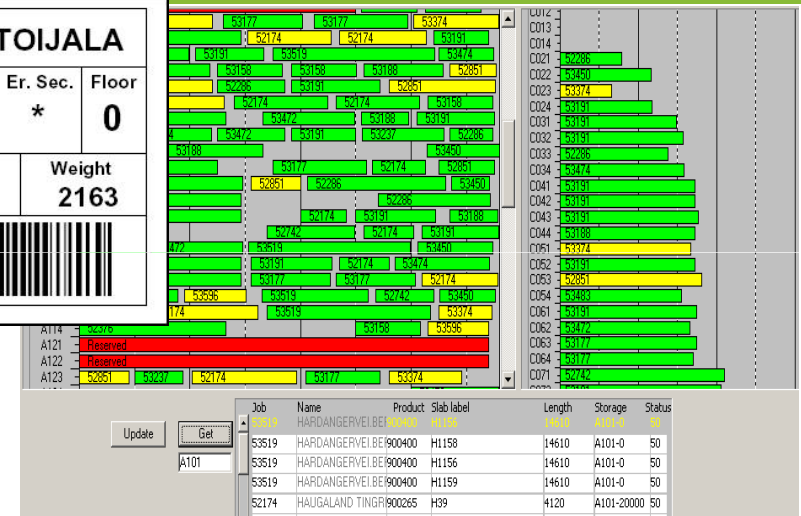 TOIJALA
Er. Sec. Floor
* 0
Weight
2163
53177 53177 53374
52174 52174 53191
53191 53519 53474
53158 53158 53188 52851
52286 53191 52851
52174 52174 53158
53472 53188 53191
4 53472 53191 53237 52286
53188 53450
53177 52174 52851
52851 52286 53450
52286
52174 53191 53188
52742 52174 53191
472 53519 53450
53191 52174 53474
53177 53177 52174
53596 53519 52742 53450
174 53519 53374
A114 52376 53158 53596
A121 Reserved
A122 Reserved
A123 52851 53237 52174 53177 53374
C012
C013
C014
C021 52286
C022 53450
C023 53374
C024 53191
C031 53191
C032 53191
C033 52286
C034 53474
C041 53191
C042 53191
C043 53191
C044 53188
C051 53374
C052 53191
C053 52851
C054 53483
C061 53191
C062 53472
C063 53177
C064 53177
C071 52742
Update Get
A101
Job Name Product Slab label Length Storage Status
53519 HARDANGERVEI.BE 900400 H1156 14610 A101-0 50
53519 HARDANGERVEI.BE 900400 H1158 14610 A101-0 50
53519 HARDANGERVEI.BE 900400 H1156 14610 A101-0 50
53519 HARDANGERVEI.BE 900400 H1159 14610 A101-0 50
52174 HAUGALAND TINGR 900265 H39 4120 A101-20000 50